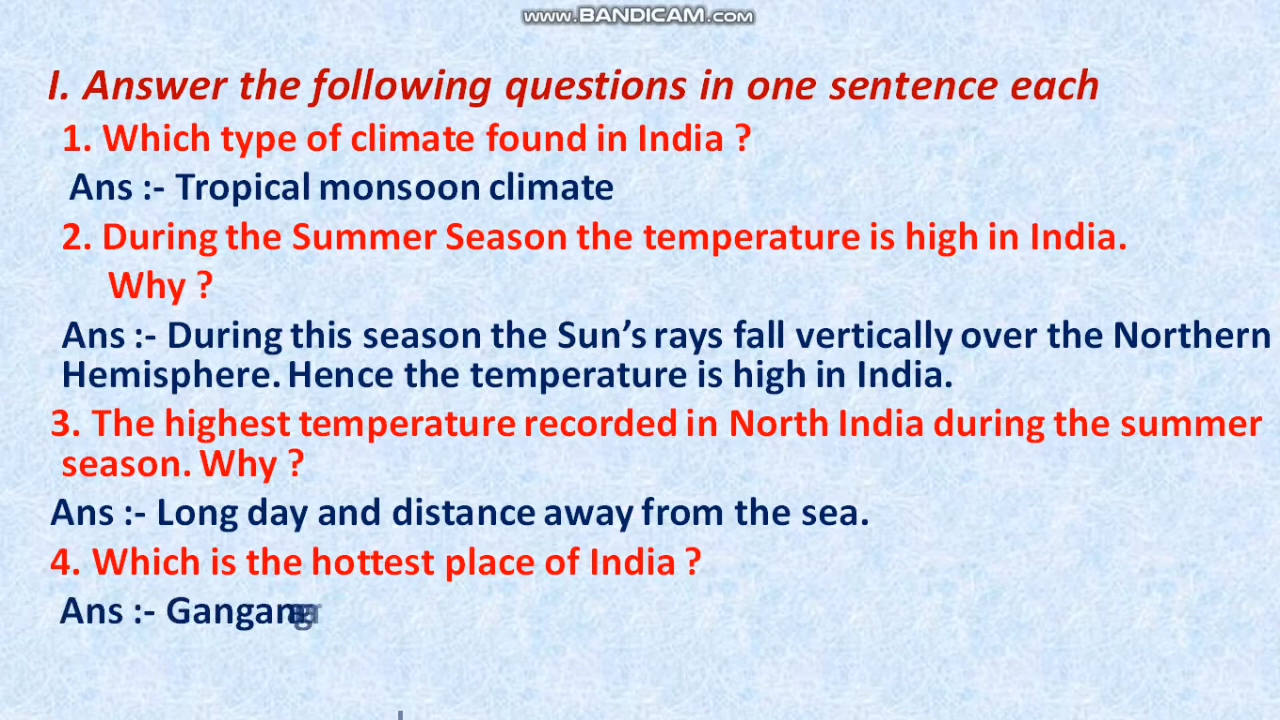 www.BANDICAM.com
I. Answer the following questions in one sentence each
1. Which type of climate found in India ?
Ans :- Tropical monsoon climate
2. During the Summer Season the temperature is high in India.
Why ?
Ans :- During this season the Sun’s rays fall vertically over the Northern
Hemisphere. Hence the temperature is high in India.
3. The highest temperature recorded in North India during the summer
season. Why ?
Ans :- Long day and distance away from the sea.
4. Which is the hottest place of India ?
Ans :-